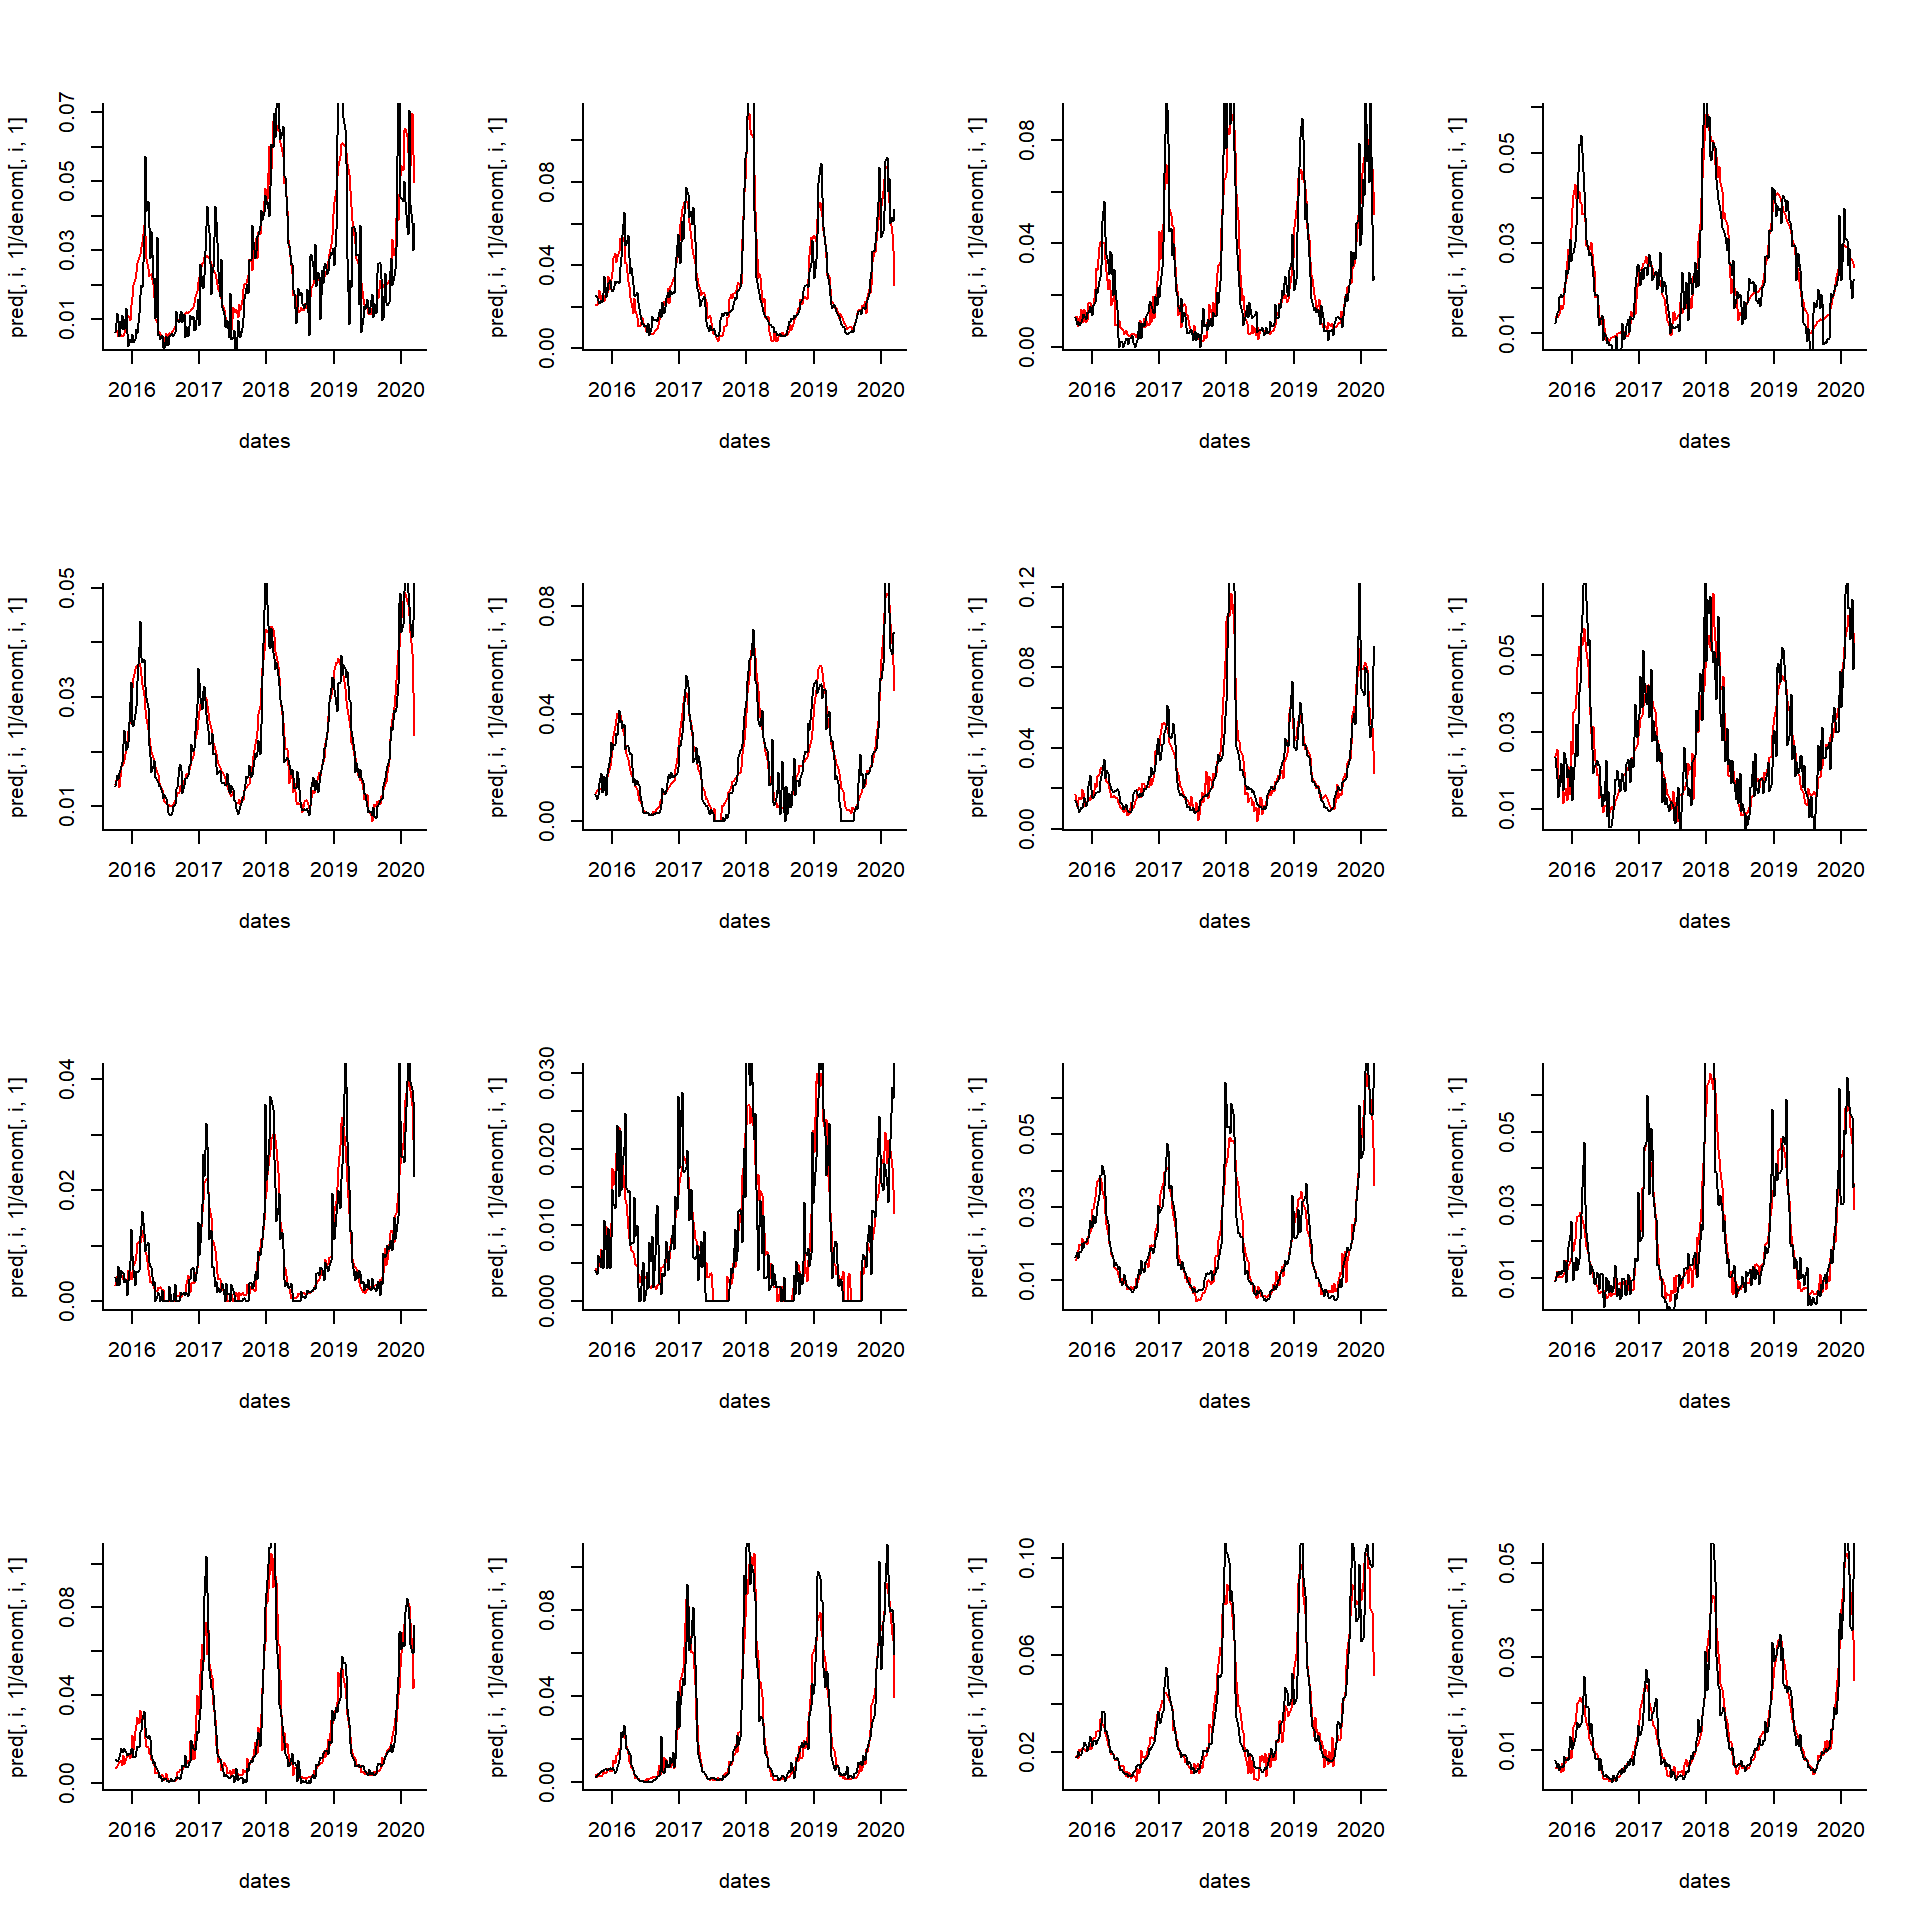 pred[, i, 1]/denom[, i, 1]
0.01 0.03 0.05 0.07
2016 2017 2018 2019 2020
dates
pred[, i, 1]/denom[, i, 1]
0.00 0.04 0.08
2016 2017 2018 2019 2020
dates
pred[, i, 1]/denom[, i, 1]
0.00 0.04 0.08
2016 2017 2018 2019 2020
dates
pred[, i, 1]/denom[, i, 1]
0.01 0.03 0.05
2016 2017 2018 2019 2020
dates
pred[, i, 1]/denom[, i, 1]
0.01 0.03 0.05
2016 2017 2018 2019 2020
dates
pred[, i, 1]/denom[, i, 1]
0.00 0.04 0.08
2016 2017 2018 2019 2020
dates
pred[, i, 1]/denom[, i, 1]
0.00 0.04 0.08 0.12
2016 2017 2018 2019 2020
dates
pred[, i, 1]/denom[, i, 1]
0.01 0.03 0.05
2016 2017 2018 2019 2020
dates
pred[, i, 1]/denom[, i, 1]
0.00 0.02 0.04
2016 2017 2018 2019 2020
dates
pred[, i, 1]/denom[, i, 1]
0.000 0.010 0.020 0.030
2016 2017 2018 2019 2020
dates
pred[, i, 1]/denom[, i, 1]
0.01 0.03 0.05
2016 2017 2018 2019 2020
dates
pred[, i, 1]/denom[, i, 1]
0.01 0.03 0.05
2016 2017 2018 2019 2020
dates
pred[, i, 1]/denom[, i, 1]
0.00 0.04 0.08
2016 2017 2018 2019 2020
dates
pred[, i, 1]/denom[, i, 1]
0.00 0.04 0.08
2016 2017 2018 2019 2020
dates
pred[, i, 1]/denom[, i, 1]
0.02 0.06 0.10
2016 2017 2018 2019 2020
dates
pred[, i, 1]/denom[, i, 1]
0.01 0.03 0.05
2016 2017 2018 2019 2020
dates